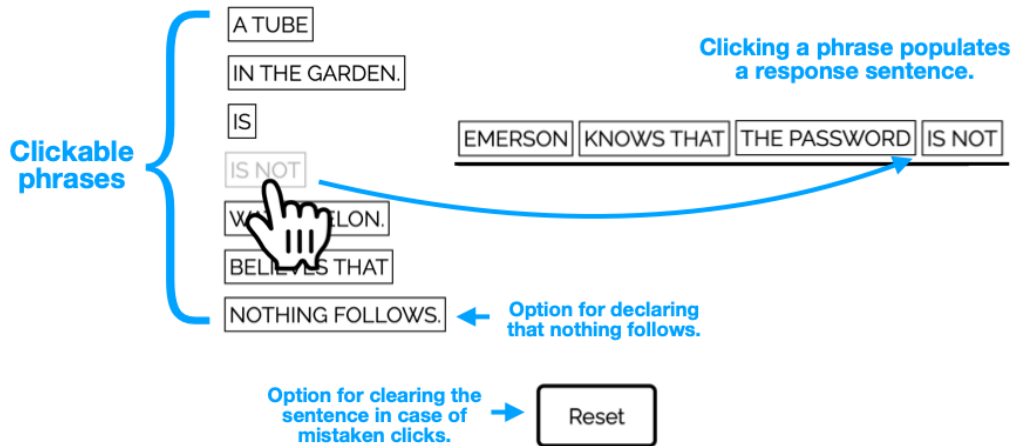 A TUBE
IN THE GARDEN.
IS
IS NOT
WATERMELON.
BELIEVES THAT
NOTHING FOLLOWS.
Clickable
phrases
Clicking a phrase populates
a response sentence.
EMERSON KNOWS THAT THE PASSWORD IS NOT
Option for declaring
that nothing follows.
Option for clearing the
sentence in case of
mistaken clicks.
Reset